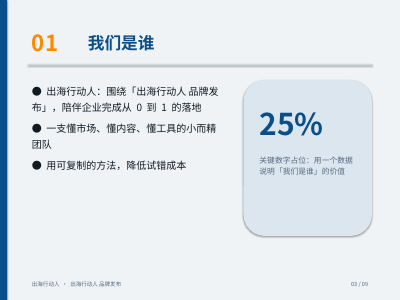 01 我们是谁
● 出海行动人：围绕「出海行动人 品牌发
布」，陪伴企业完成从 0 到 1 的落地
● 一支懂市场、懂内容、懂工具的小而精
团队
● 用可复制的方法，降低试错成本
25%
关键数字占位：用一个数据
说明「我们是谁」的价值
出海行动人 · 出海行动人 品牌发布
03 / 09